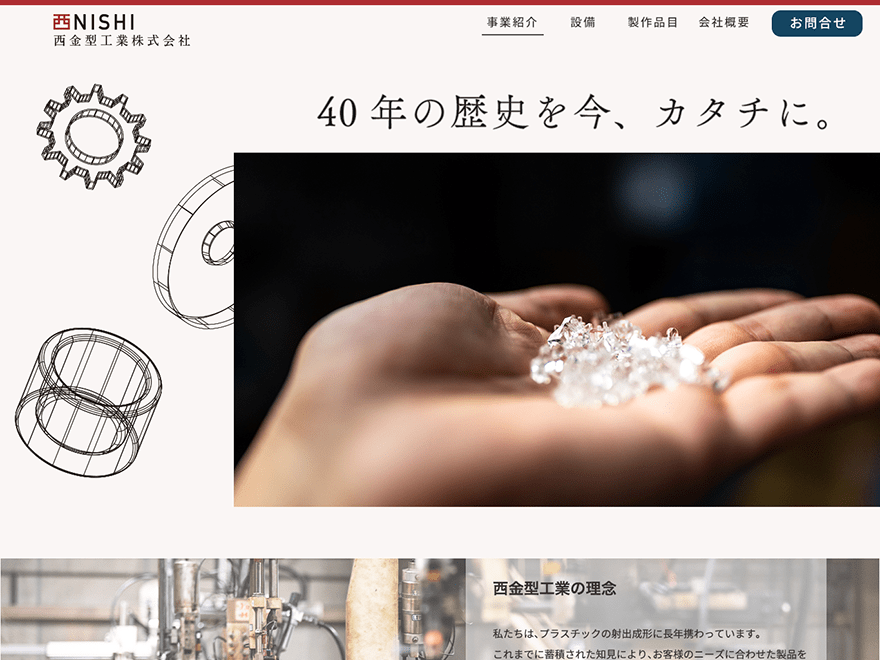 西NISHI
西金型工業株式会社
事業紹介 設備 製作品目 会社概要 お問合せ
40年の歴史を今、カタチに。
西金型工業の理念
私たちは、プラスチックの射出成形に長年携わっています。
これまでに蓄積された知見により、お客様のニーズに合わせた製品を